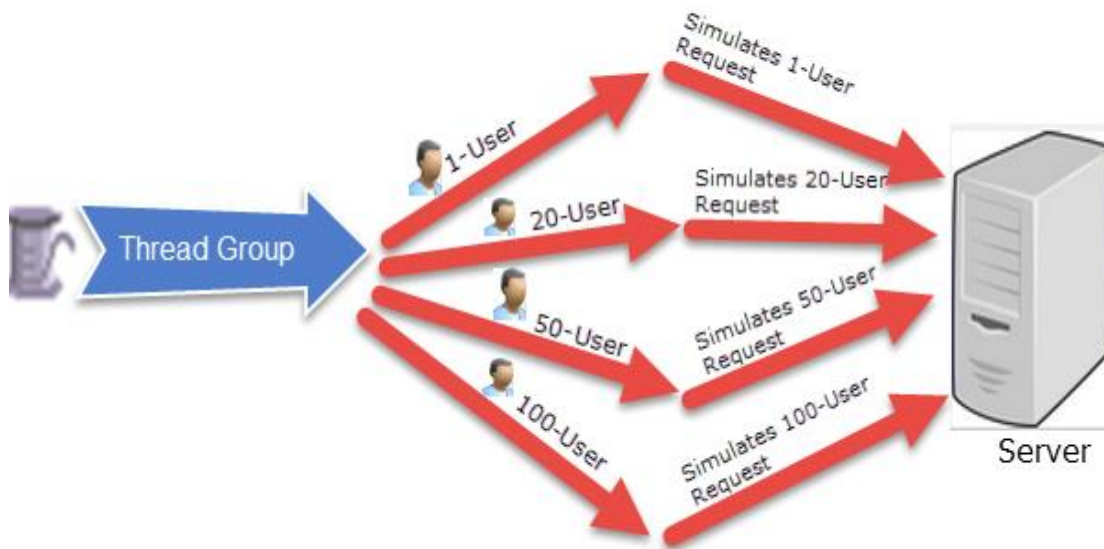 Thread Group
1-User
Simulates 1-User
Request
20-User
Simulates 20-User
Request
50-User
Simulates 50-User
Request
100-User
Simulates 100-User
Request
Server